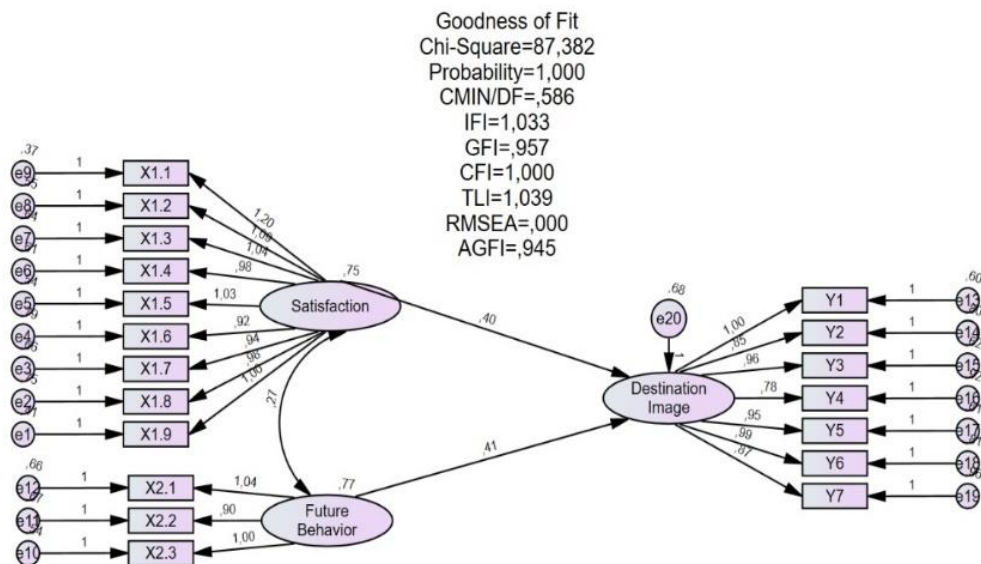 Goodness of Fit
Chi-Square=87,382
Probability=1,000
CMIN/DF=,586
IFI=1,033
GFI=,957
CFI=1,000
TLI=1,039
RMSEA=,000
AGFI=,945
,37
e9 1 X1.1
e8 1 X1.2
e7 1 X1.3
e6 1 X1.4
e5 1 X1.5
e4 1 X1.6
e3 1 X1.7
e2 1 X1.8
e1 1 X1.9
1,20
1,04
,98
1,03
,92
,94
,98
1,00
,75
Satisfaction
,40
,27
,66
e12 1 X2.1
e11 1 X2.2
e10 1 X2.3
1,04
,90
1,00
,77
Future
Behavior
,41
,68
e20
1
Destination
Image
1,00
,85
,96
,78
,95
,99
,87
,60
Y1 1 e13
Y2 1 e14
Y3 1 e15
Y4 1 e16
Y5 1 e17
Y6 1 e18
Y7 1 e19